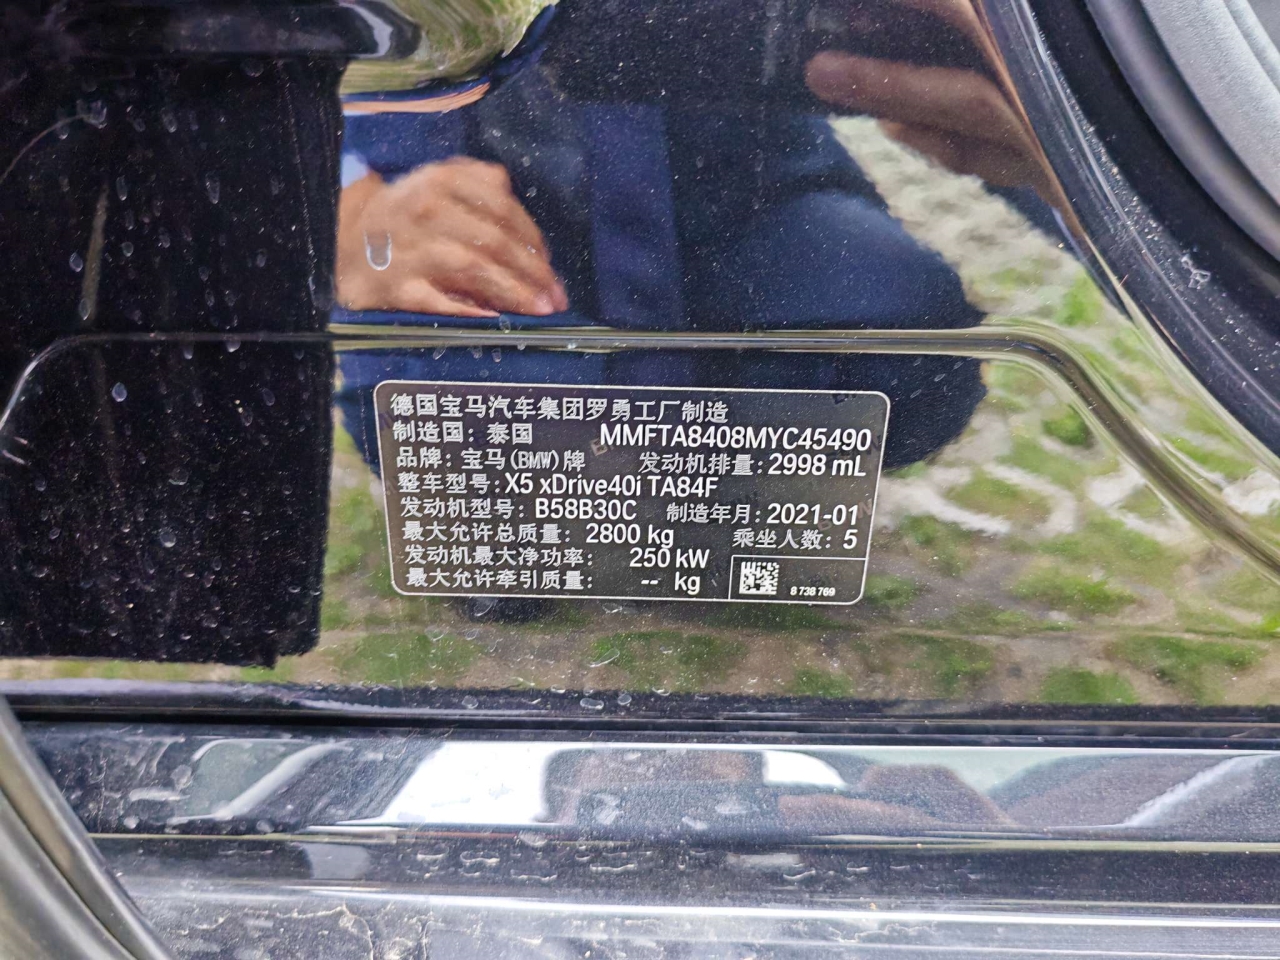 德国宝马汽车集团罗勇工厂制造
制造国：泰国 MMFTA8408MYC45490
品牌：宝马(BMW)牌 发动机排量：2998 mL
整车型号：X5 xDrive40i TA84F
发动机型号：B58B30C 制造年月：2021-01
最大允许总质量：2800 kg 乘坐人数：5
发动机最大净功率：250 kW
最大允许牵引质量：-- kg
8 738 769